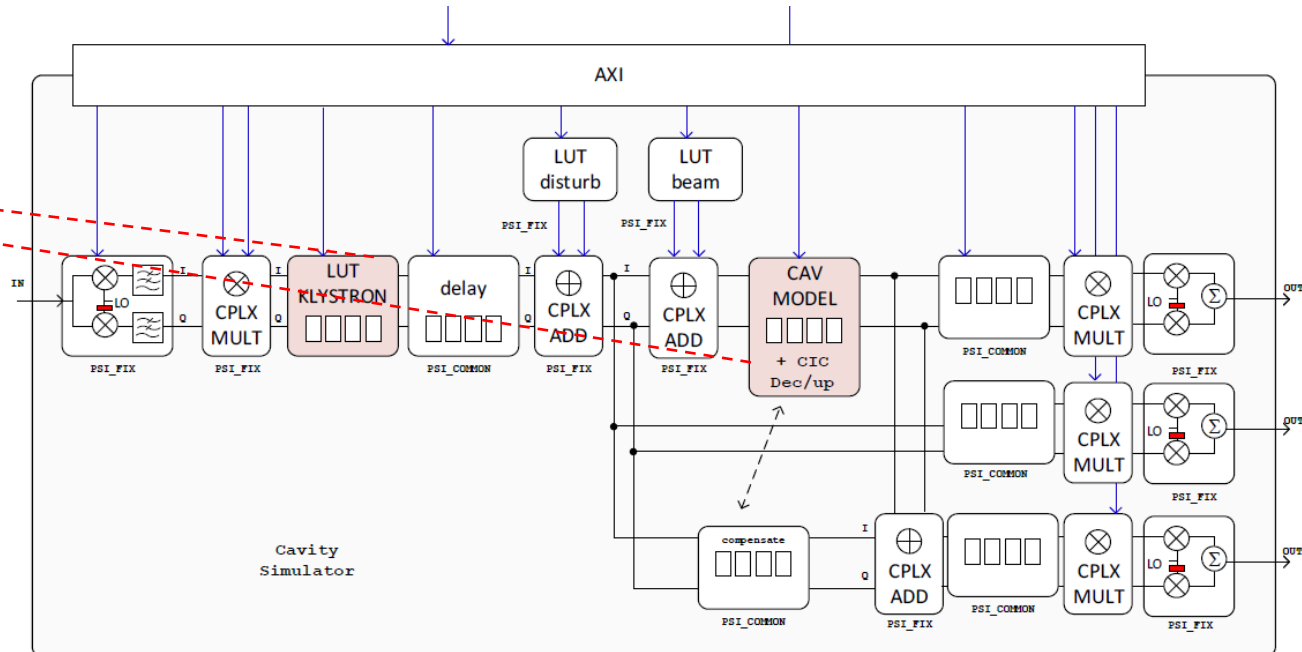 AXI
LUT
disturb
LUT
beam
PSI_FIX
PSI_FIX
IN
LO
PSI_FIX
I
Q
CPLX
MULT
PSI_FIX
I
Q
LUT
KLYSTRON
delay
PSI_COMMON
I
Q
CPLX
ADD
PSI_FIX
I
Q
CPLX
ADD
PSI_FIX
CAV
MODEL
+ CIC
Dec/up
PSI_COMMON
CPLX
MULT
LO
Σ
PSI_FIX
OUT
PSI_COMMON
CPLX
MULT
LO
Σ
PSI_FIX
OUT
compensate
PSI_COMMON
I
Q
CPLX
ADD
PSI_FIX
PSI_COMMON
CPLX
MULT
LO
Σ
PSI_FIX
OUT
Cavity
Simulator